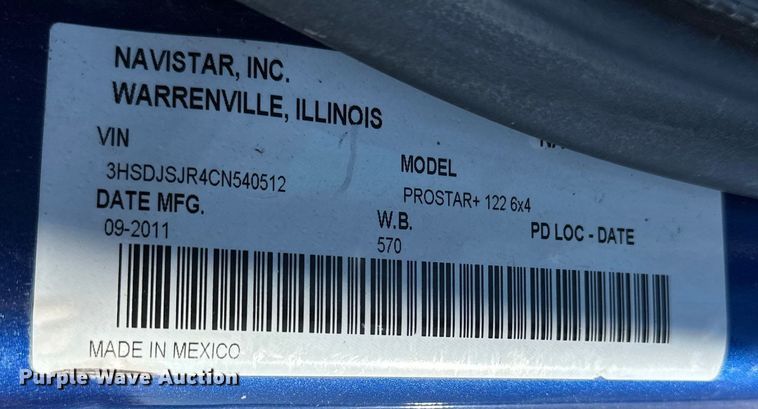 NAVISTAR, INC.
WARRENVILLE, ILLINOIS
VIN
MODEL
3HSDJSJR4CN540512
PROSTAR+ 122 6x4
DATE MFG.
W.B.
PD LOC - DATE
09-2011
570
MADE IN MEXICO
Purple Wave Auction